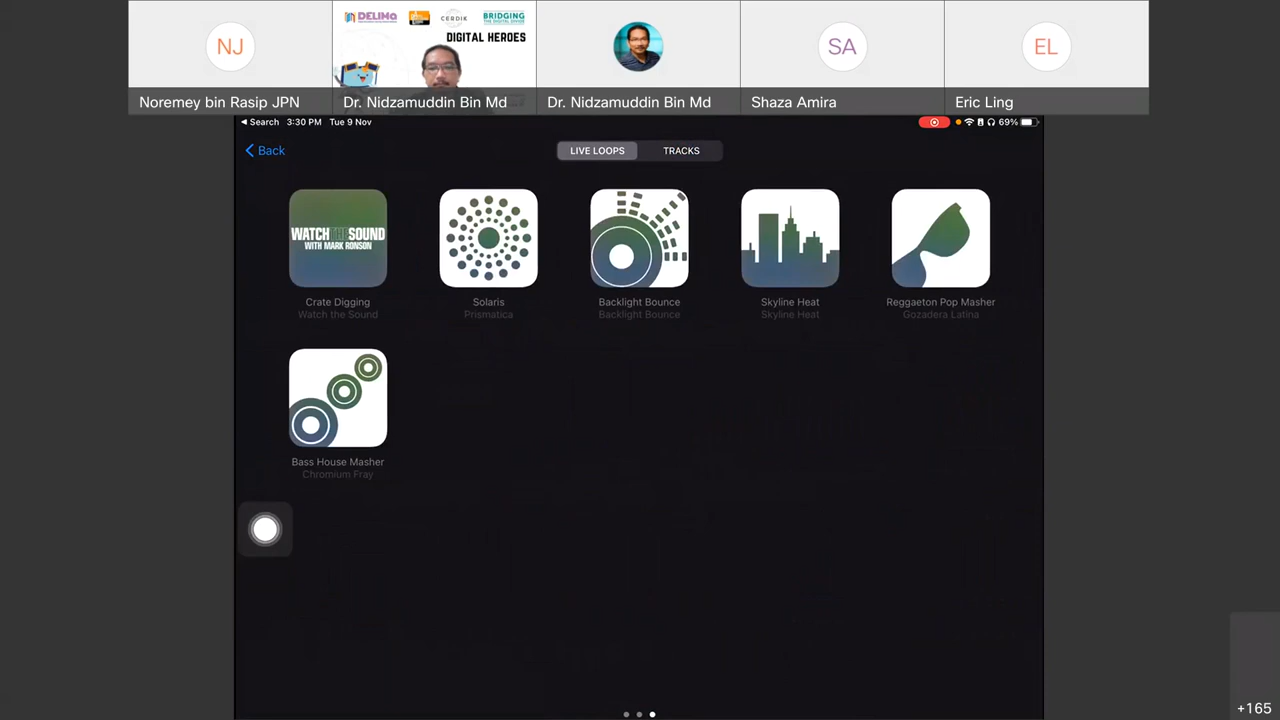 NJ
DELIMa
CERDIK
BRIDGING
THE DIGITAL DIVIDE
DIGITAL HEROES
SA
EL
Noremey bin Rasip JPN
Dr. Nidzamuddin Bin Md
Dr. Nidzamuddin Bin Md
Shaza Amira
Eric Ling
Search 3:30 PM Tue 9 Nov
69%
Back
LIVE LOOPS
TRACKS
WATCH THE SOUND
WITH MARK RONSON
Crate Digging
Watch the Sound
Solaris
Prismatica
Backlight Bounce
Backlight Bounce
Skyline Heat
Skyline Heat
Reggaeton Pop Masher
Gozadera Latina
Bass House Masher
Chromium Fray
+165